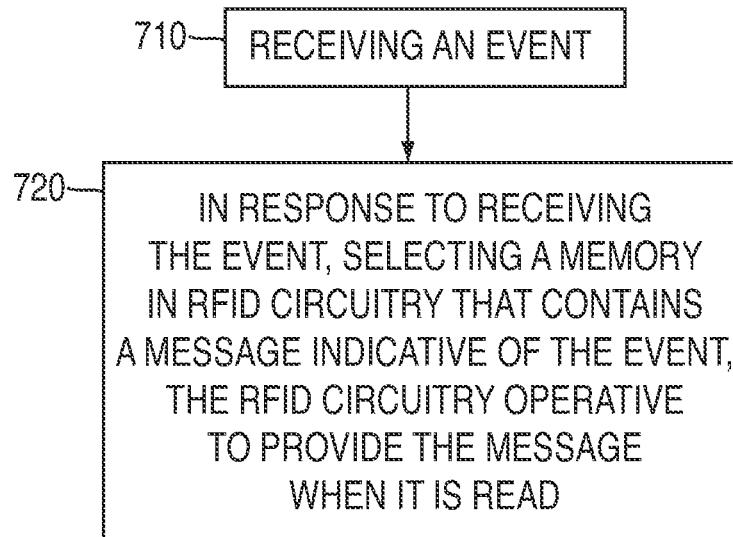 710
RECEIVING AN EVENT
720
IN RESPONSE TO RECEIVING
THE EVENT, SELECTING A MEMORY
IN RFID CIRCUITRY THAT CONTAINS
A MESSAGE INDICATIVE OF THE EVENT,
THE RFID CIRCUITRY OPERATIVE
TO PROVIDE THE MESSAGE
WHEN IT IS READ